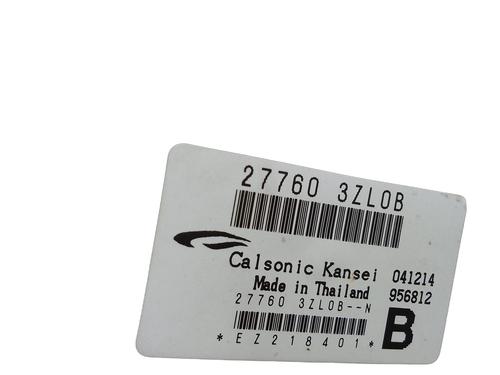 27760 3ZL0B
Calsonic Kansei 041214
Made in Thailand 956812
27760 3ZL0B--N
B
*EZ218401*